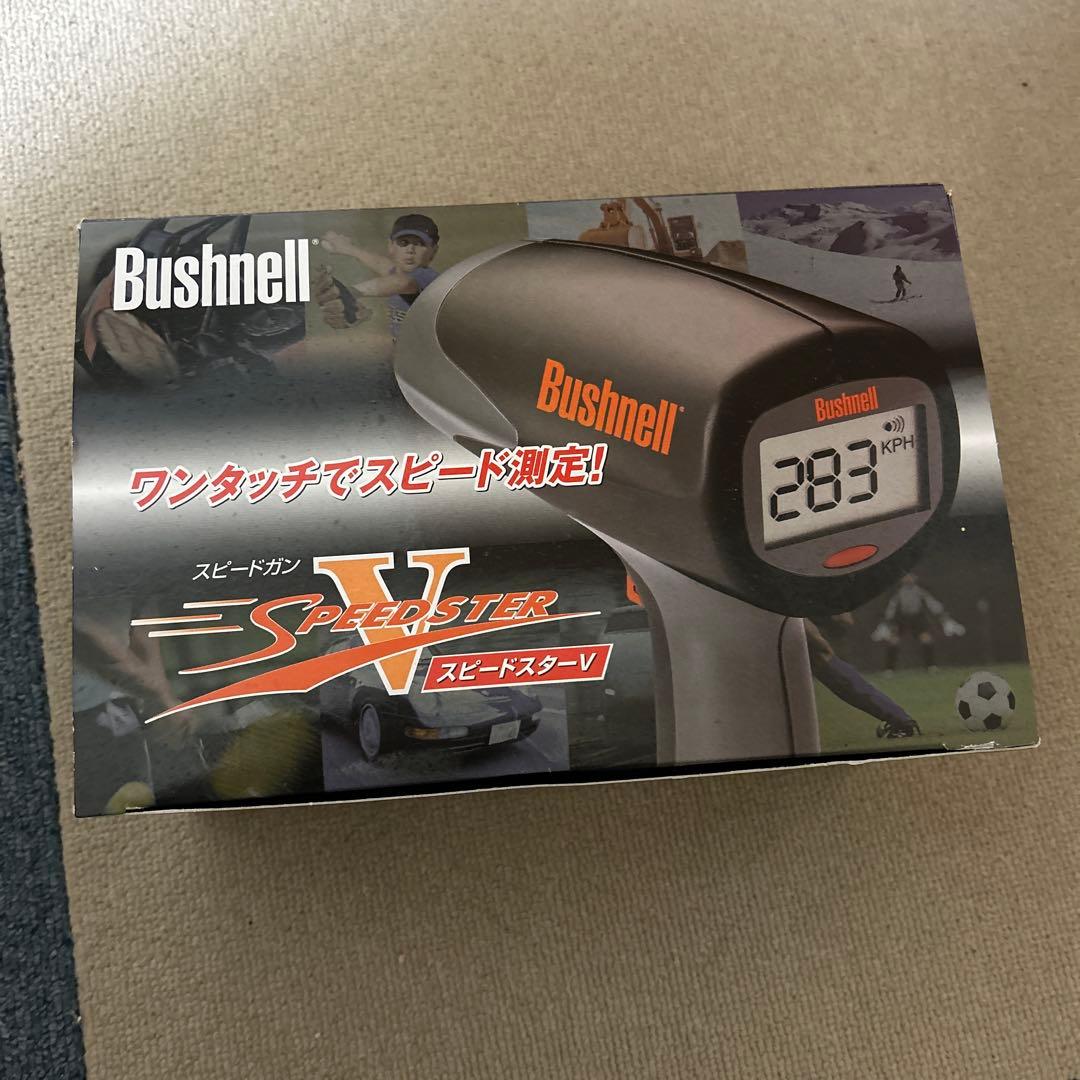 Bushnell®
Bushnell®
Bushnell
283 KPH
ワンタッチでスピード測定!
スピードガン
V
SPEEDSTER
スピードスターV